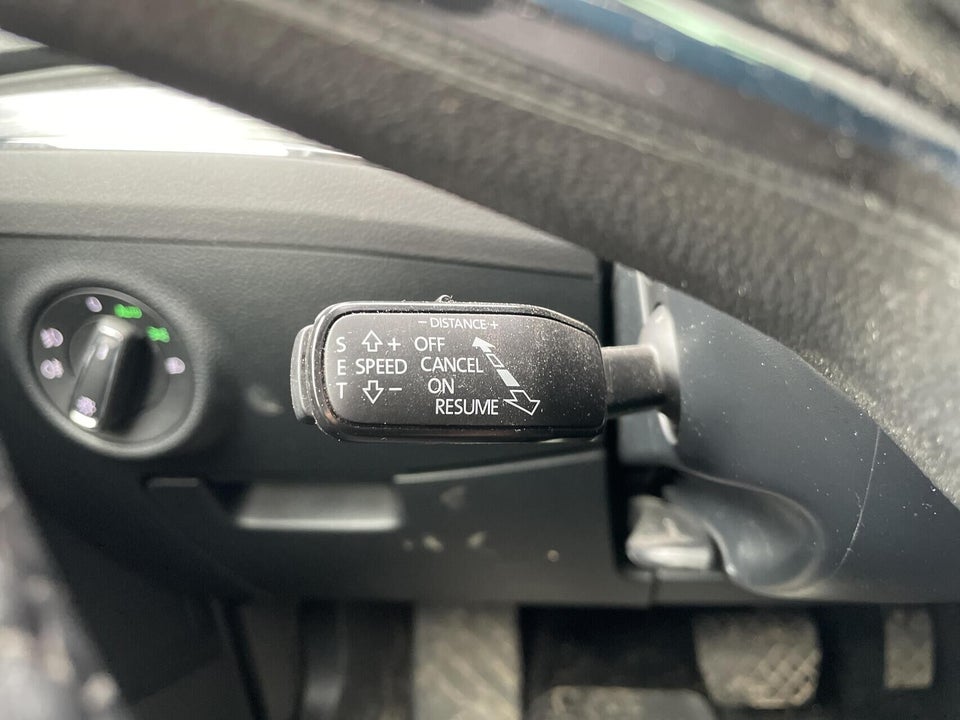 - DISTANCE +
S + OFF
E SPEED CANCEL
T - ON
RESUME